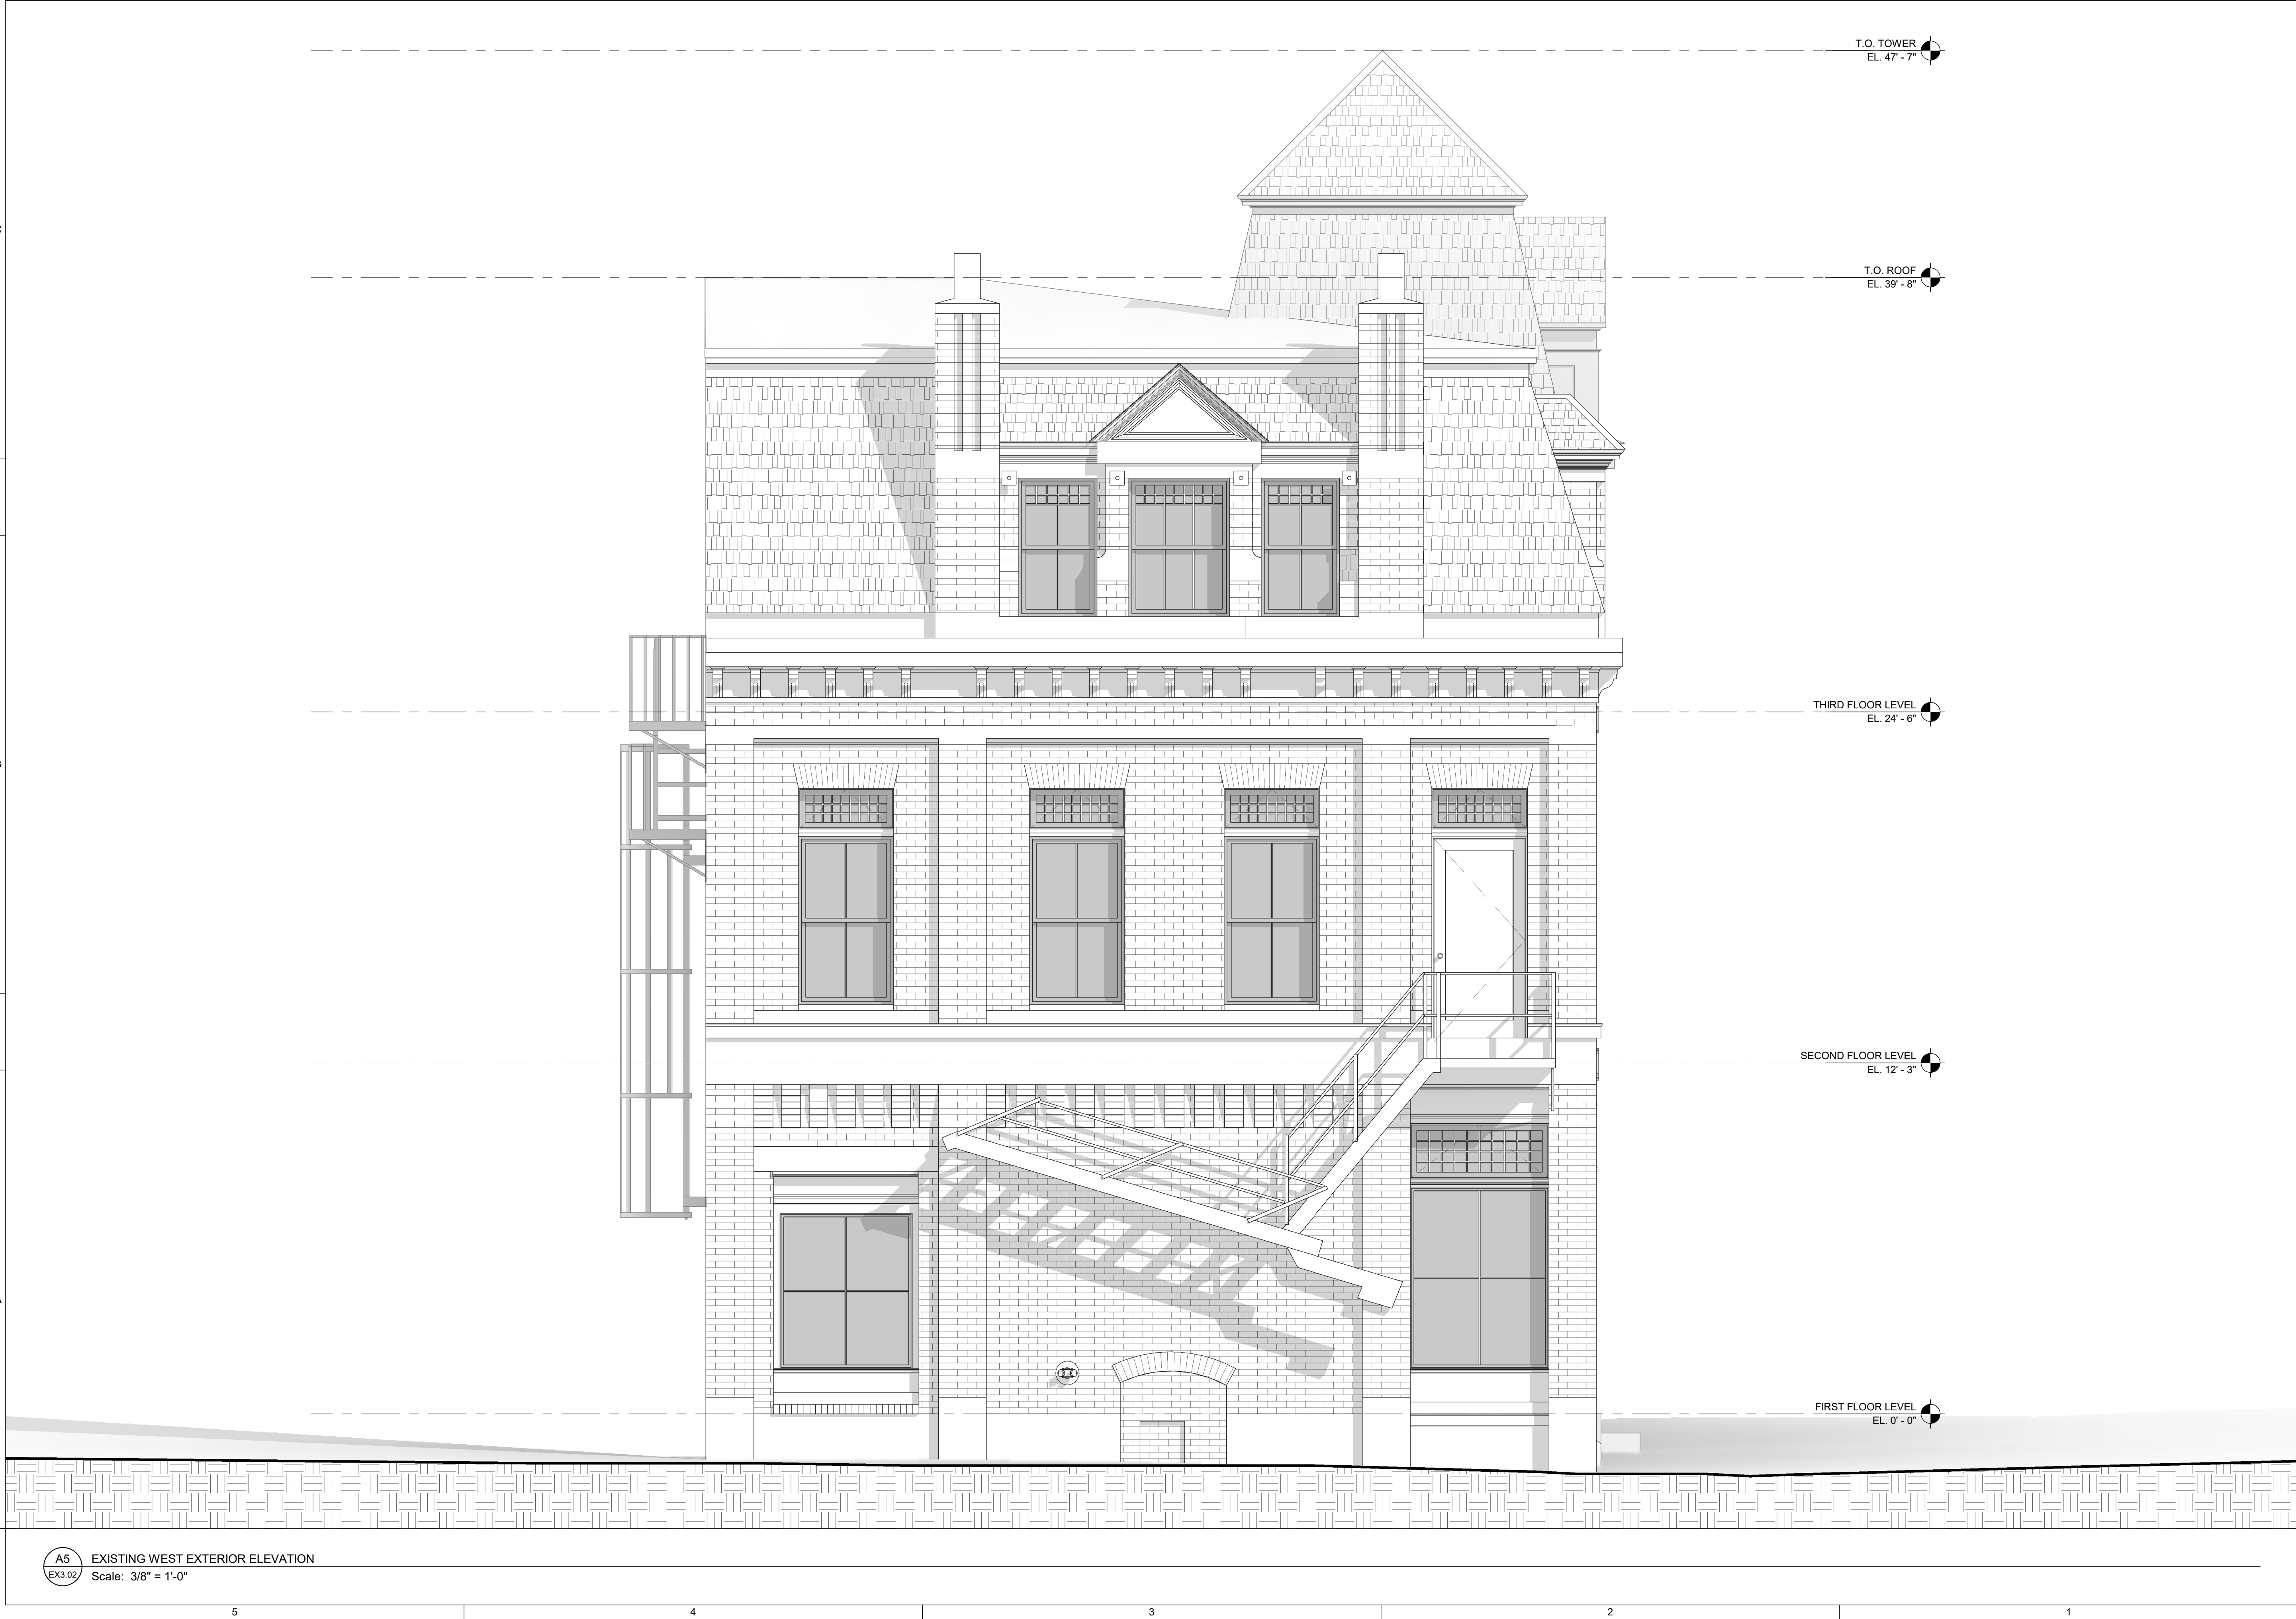 T.O. TOWER
EL. 47' - 7"
T.O. ROOF
EL. 39' - 8"
THIRD FLOOR LEVEL
EL. 24' - 6"
SECOND FLOOR LEVEL
EL. 12' - 3"
FIRST FLOOR LEVEL
EL. 0' - 0"
A5
EX3.02
EXISTING WEST EXTERIOR ELEVATION
Scale: 3/8" = 1'-0"
5 4 3 2 1